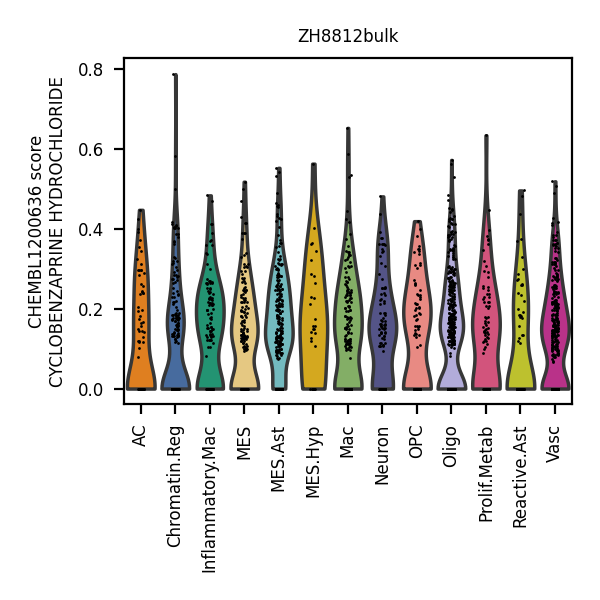 ZH8812bulk
CHEMBL1200636 score
CYCLOBENZAPRINE HYDROCHLORIDE
0.8
0.6
0.4
0.2
0.0
AC
Chromatin.Reg
Inflammatory.Mac
MES
MES.Ast
MES.Hyp
Mac
Neuron
OPC
Oligo
Prolif.Metab
Reactive.Ast
Vasc